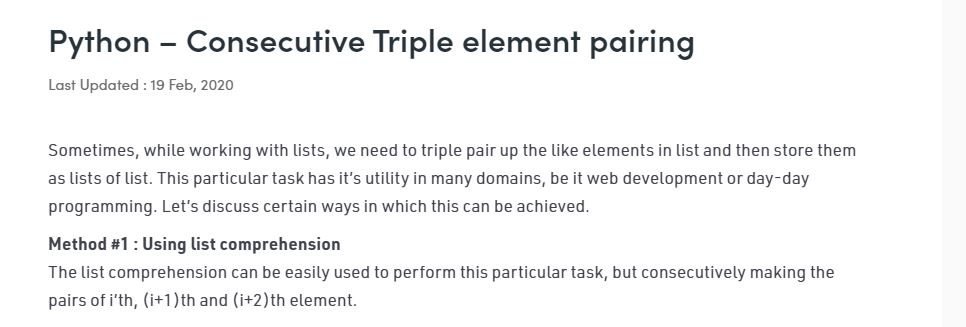 Python – Consecutive Triple element pairing
Last Updated : 19 Feb, 2020
Sometimes, while working with lists, we need to triple pair up the like elements in list and then store them
as lists of list. This particular task has it’s utility in many domains, be it web development or day-day
programming. Let’s discuss certain ways in which this can be achieved.
Method #1 : Using list comprehension
The list comprehension can be easily used to perform this particular task, but consecutively making the
pairs of i’th, (i+1)th and (i+2)th element.